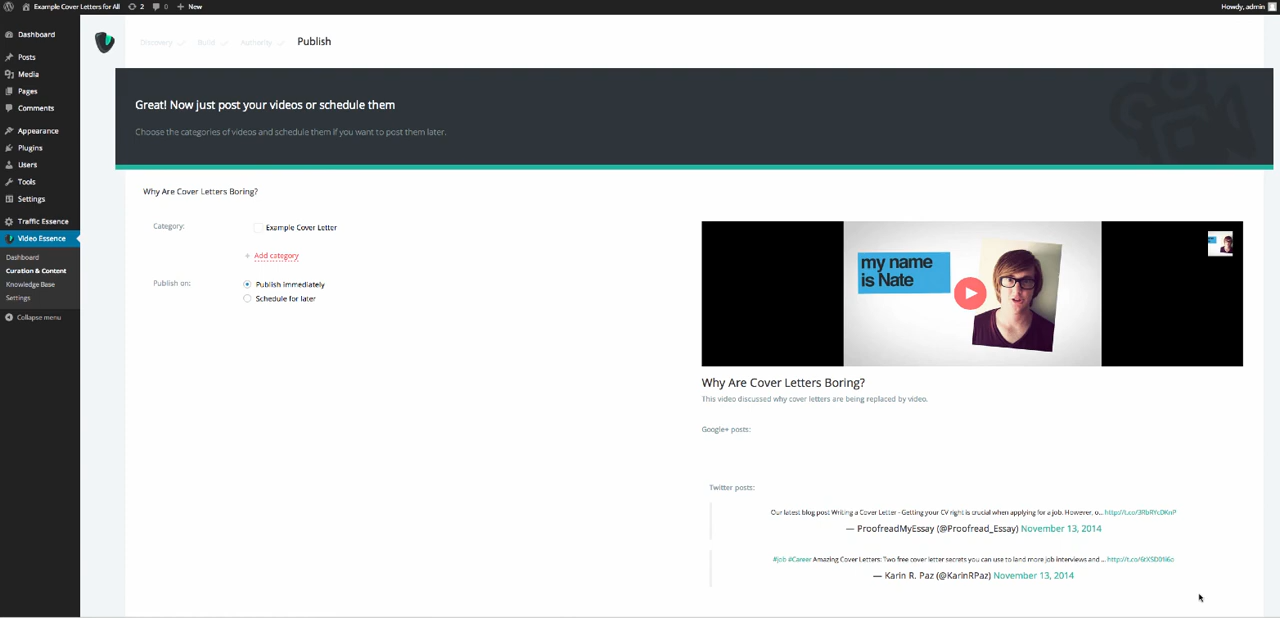 Example Cover Letters for All 2 0 New
Howdy, admin
Dashboard
Posts
Media
Pages
Comments
Appearance
Plugins
Users
Tools
Settings
Traffic Essence
Video Essence
Dashboard
Curation & Content
Knowledge Base
Settings
Collapse menu
Discovery Build Authority Publish
Great! Now just post your videos or schedule them
Choose the categories of videos and schedule them if you want to post them later.
Why Are Cover Letters Boring?
Category: Example Cover Letter
+ Add category
Publish on: Publish immediately
Schedule for later
my name
is Nate
Why Are Cover Letters Boring?
This video discussed why cover letters are being replaced by video.
Google+ posts:
Twitter posts:
Our latest blog post Writing a Cover Letter - Getting your CV right is crucial when applying for a job. However, o...
— ProofreadMyEssay (@Proofread_Essay) November 13, 2014
#job #Career Amazing Cover Letters: Two free cover letter secrets you can use to land more job interviews and ...
— Karin R. Paz (@KarinRPaz) November 13, 2014